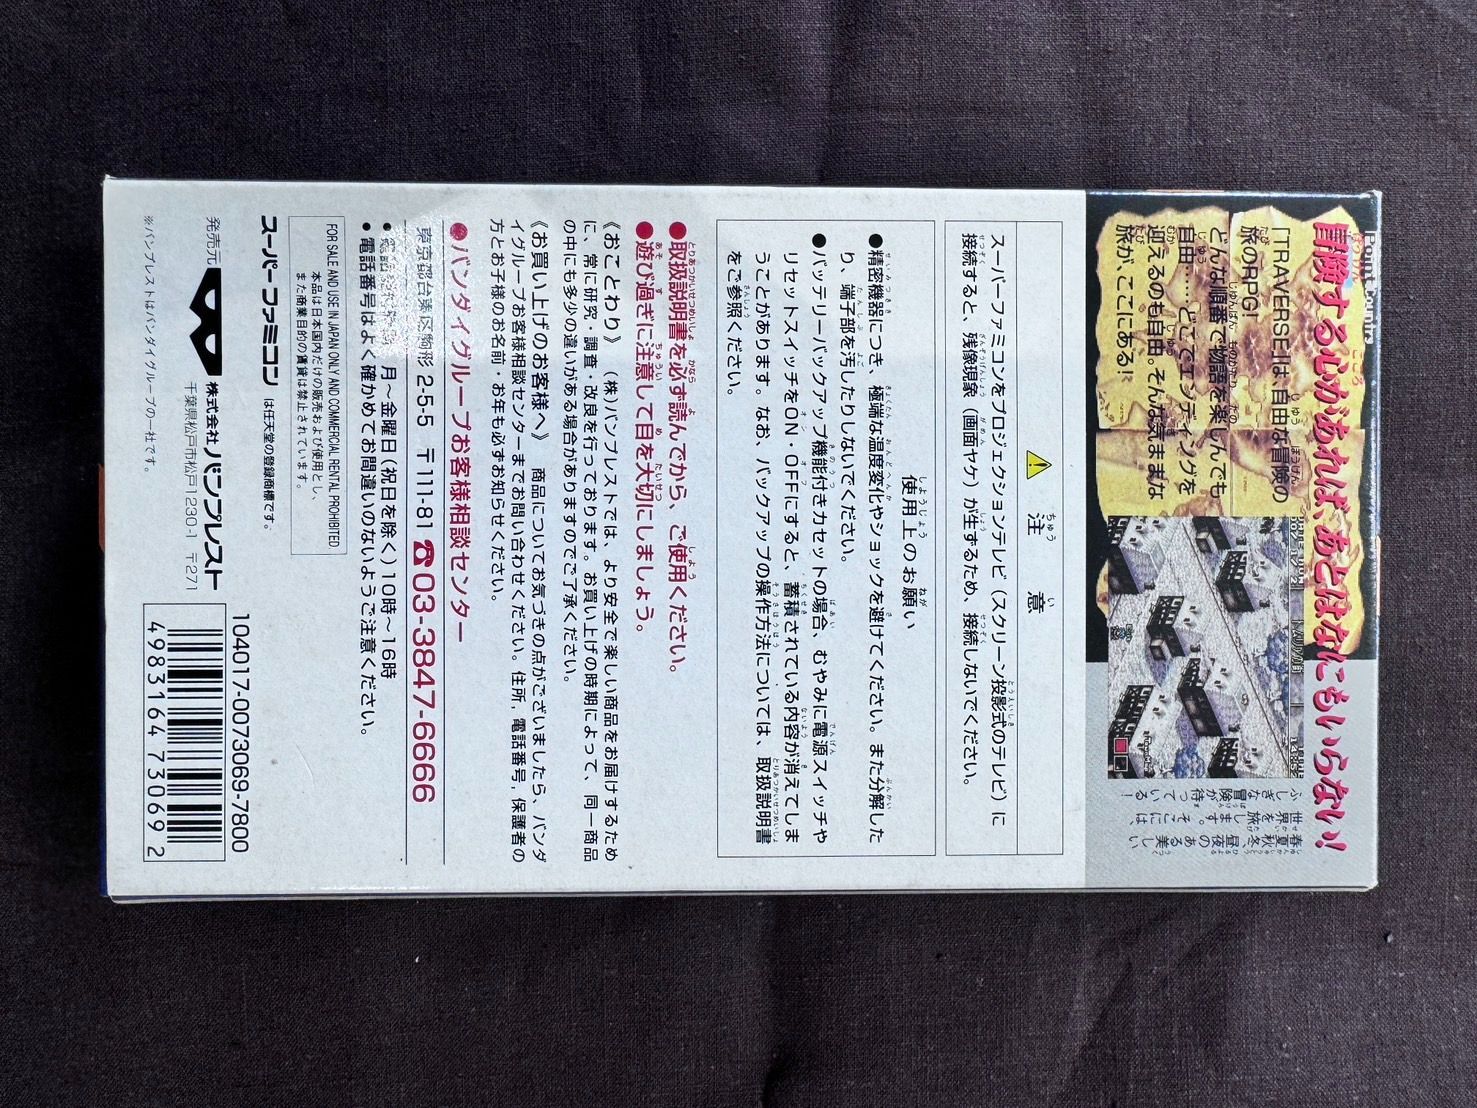 Point Country
冒険する心があれば、あとはなにもいらない!
「TRAVERSE」は、自由な冒険の
旅のRPG!
どんな順番で物語を楽しんでも
自由……どこでエンディングを
迎えるのも自由。そんな気ままな
旅が、ここにある!
春夏秋冬、昼夜のある美しい
世界を旅します。そこには、
ふしぎな冒険が待っている!
注意
スーパーファミコンをプロジェクションテレビ(スクリーン投影式のテレビ)に
接続すると、残像現象(画面ヤケ)が生ずるため、接続しないでください。
使用上のお願い
●精密機器につき、極端な温度変化やショックを避けてください。また分解した
り、端子部を汚したりしないでください。
●バッテリーバックアップ機能付きカセットの場合、むやみに電源スイッチや
リセットスイッチをON・OFFにすると、蓄積されている内容が消えてしま
うことがあります。なお、バックアップの操作方法については、取扱説明書
をご参照ください。
●取扱説明書を必ず読んでから、ご使用ください。
●遊び過ぎに注意して目を大切にしましょう。
《おことわり》 (株)バンプレストでは、より安全で楽しい商品をお届けするため
に、常に研究・調査・改良を行っております。お買い上げの時期によって、同一商品
の中にも多少の違いがある場合がありますのでご了承ください。
《お買い上げのお客様へ》 商品についてお気づきの点がございましたら、バンダ
イグループお客様相談センターまでお問い合わせください。住所, 電話番号, 保護者の
方とお子様のお名前・お年も必ずお知らせください。
●バンダイグループお客様相談センター
東京都台東区駒形 2-5-5 〒111-81 ☎03-3847-6666
月〜金曜日(祝日を除く)10時〜16時
●電話番号はよく確かめてお間違いのないようご注意ください。
FOR SALE AND USE IN JAPAN ONLY AND COMMERCIAL RENTAL PROHIBITED.
本品は日本国内だけの販売および使用とし、
また商業目的の賃貸は禁止されています。
スーパーファミコン は任天堂の登録商標です。
発売元 株式会社 バンプレスト
千葉県松戸市松戸1230-1 〒271
※バンプレストはバンダイグループの一社です。
104017-0073069-7800
4983164 730692